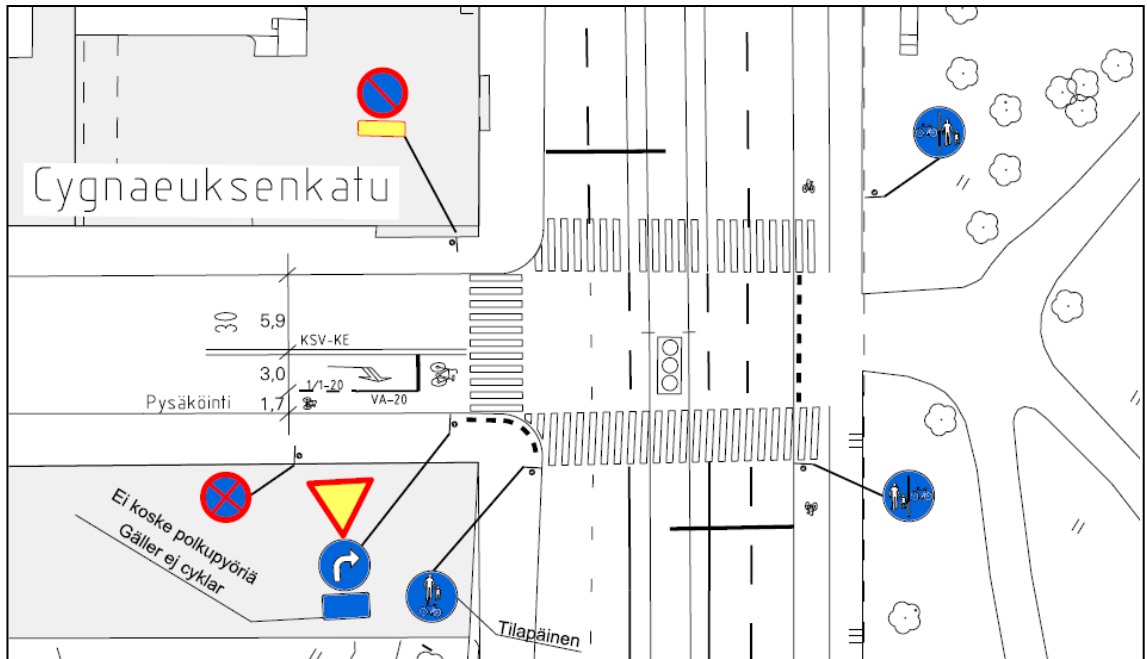 Cygnaeuksenkatu
30
5,9
KSV-KE
3,0
1/1-20
VA-20
Pysäköinti
1,7
Ei koske polkupyöriä
Gäller ej cyklar
Tilapäinen